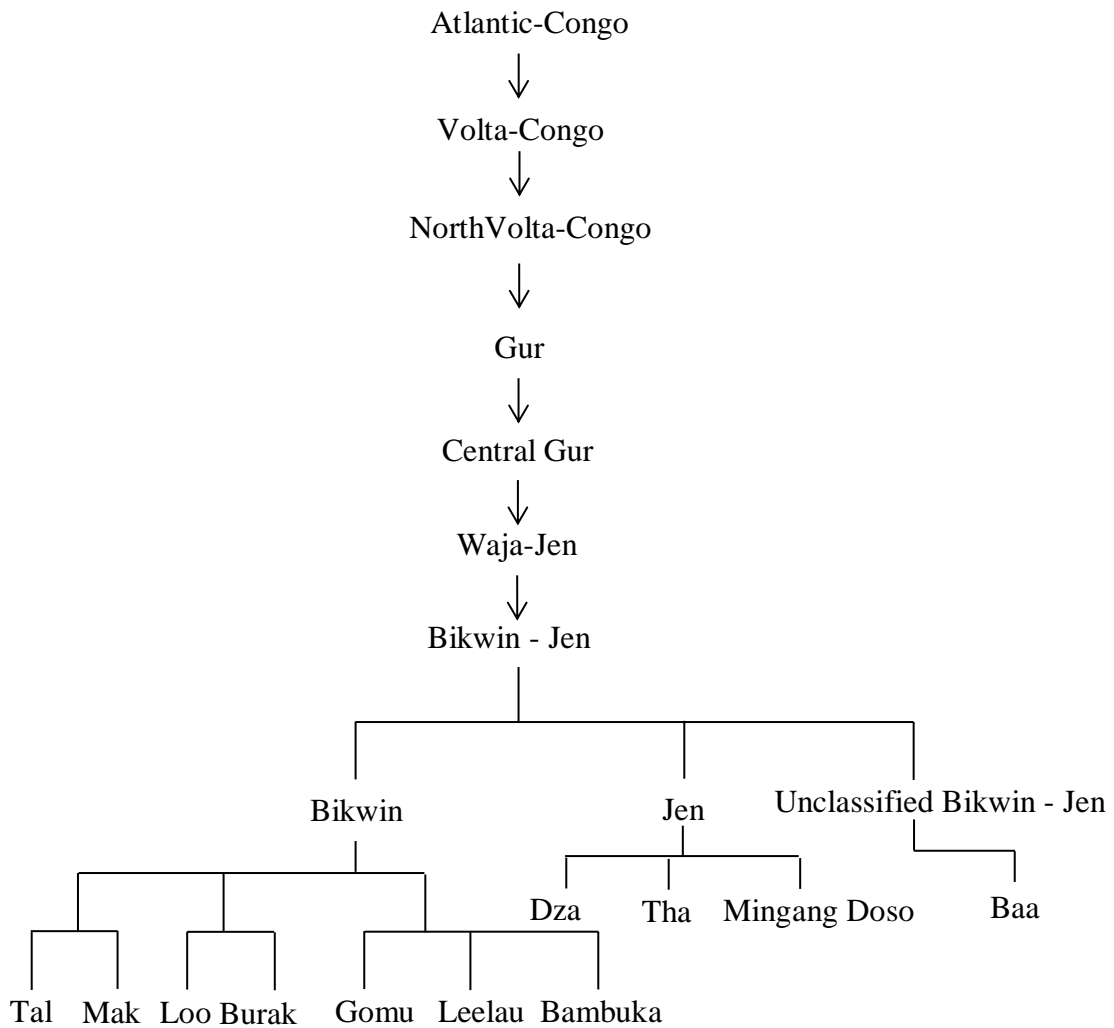 Atlantic-Congo
Volta-Congo
NorthVolta-Congo
Gur
Central Gur
Waja-Jen
Bikwin - Jen
Bikwin Jen Unclassified Bikwin - Jen
Dza Tha Mingang Doso Baa
Tal Mak Loo Burak Gomu Leelau Bambuka